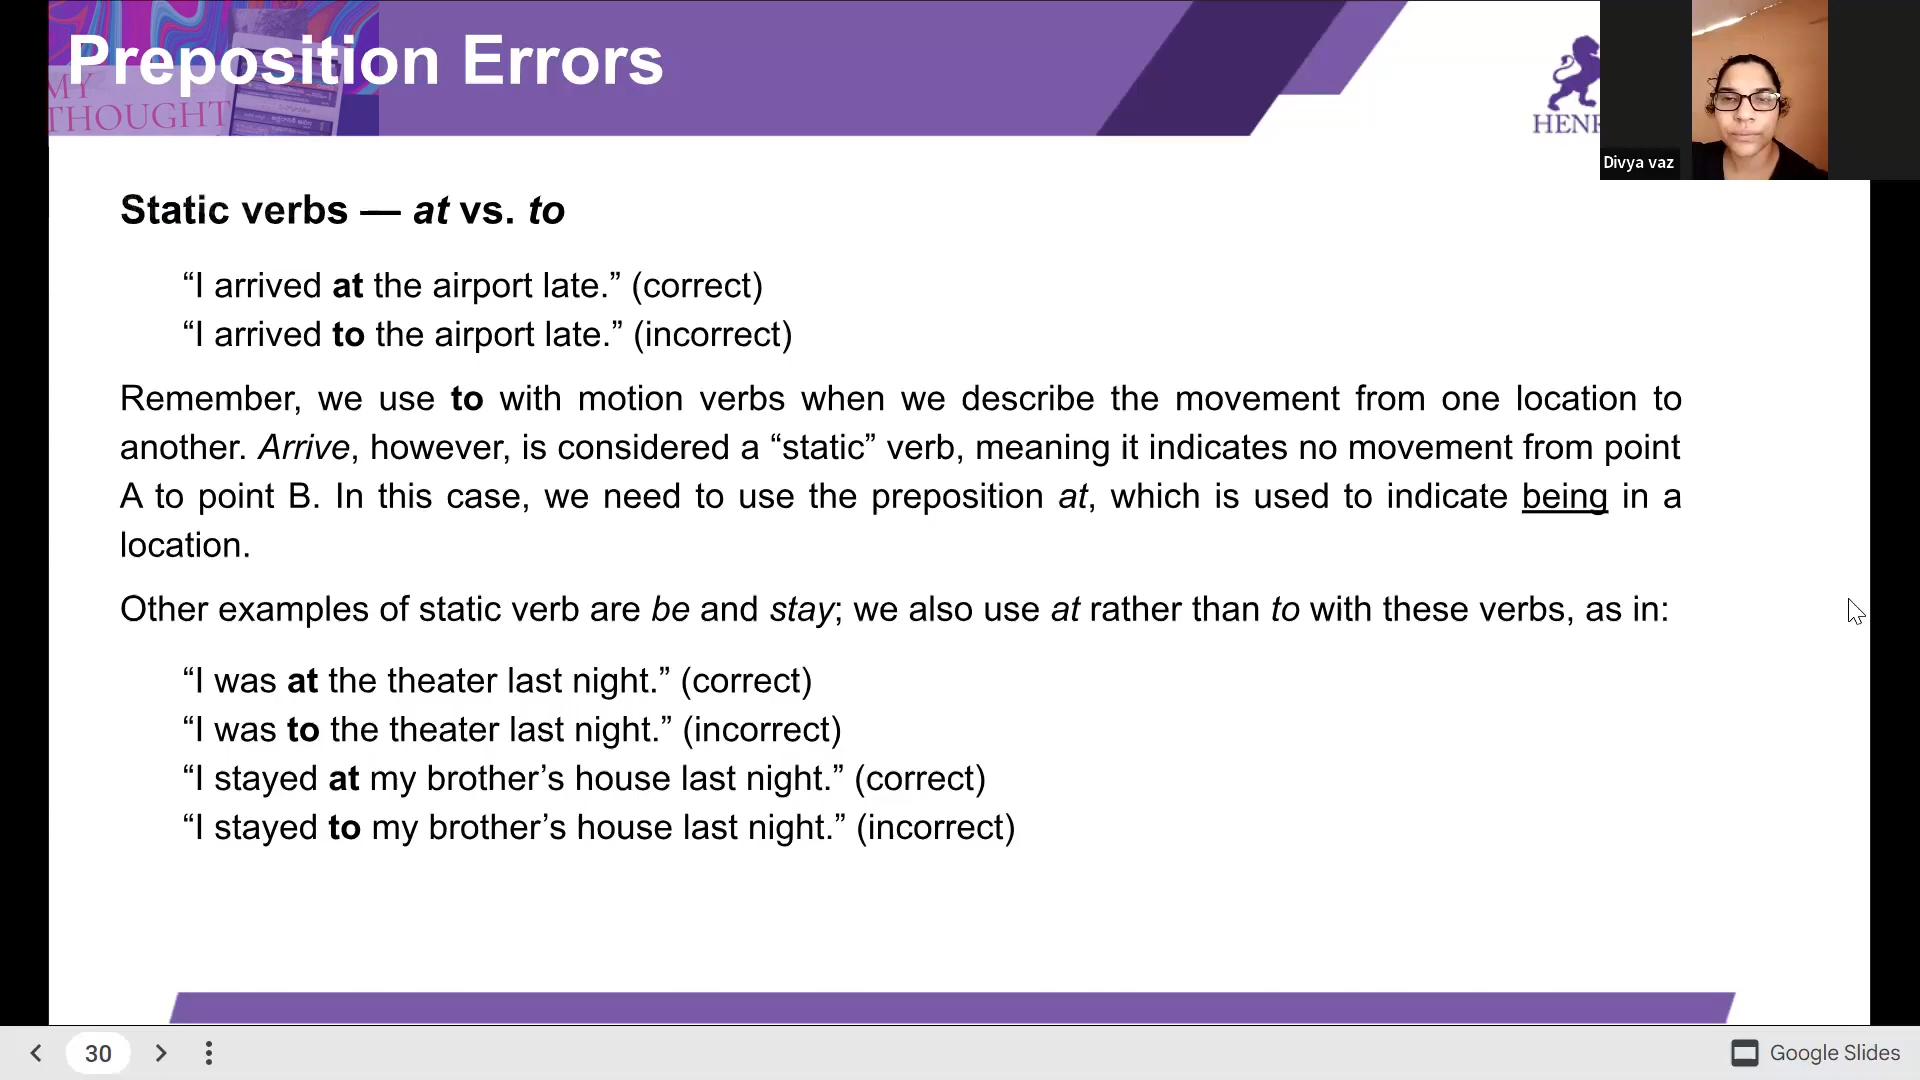 Preposition Errors
MY
THOUGHT
HENR
Divya vaz
Static verbs — at vs. to
“I arrived at the airport late.” (correct)
“I arrived to the airport late.” (incorrect)
Remember, we use to with motion verbs when we describe the movement from one location to
another. Arrive, however, is considered a “static” verb, meaning it indicates no movement from point
A to point B. In this case, we need to use the preposition at, which is used to indicate being in a
location.
Other examples of static verb are be and stay; we also use at rather than to with these verbs, as in:
“I was at the theater last night.” (correct)
“I was to the theater last night.” (incorrect)
“I stayed at my brother’s house last night.” (correct)
“I stayed to my brother’s house last night.” (incorrect)
30
Google Slides